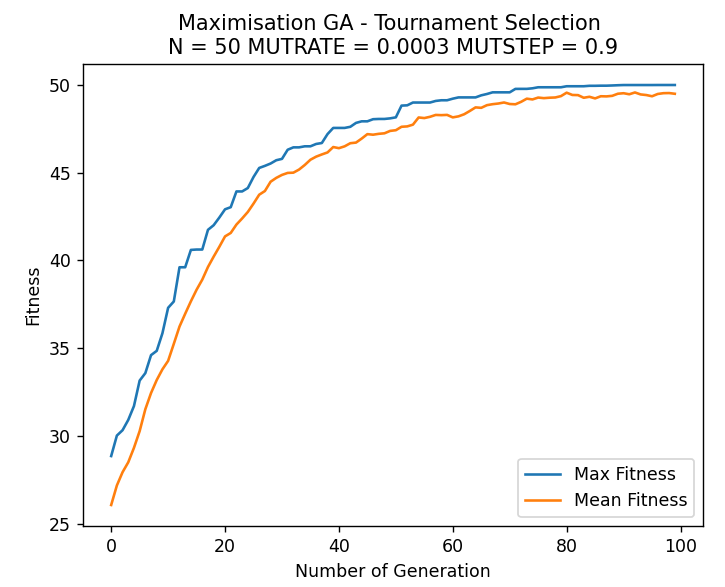 Maximisation GA - Tournament Selection
N = 50 MUTRATE = 0.0003 MUTSTEP = 0.9
Fitness
50
45
40
35
30
25
Max Fitness
Mean Fitness
0 20 40 60 80 100
Number of Generation